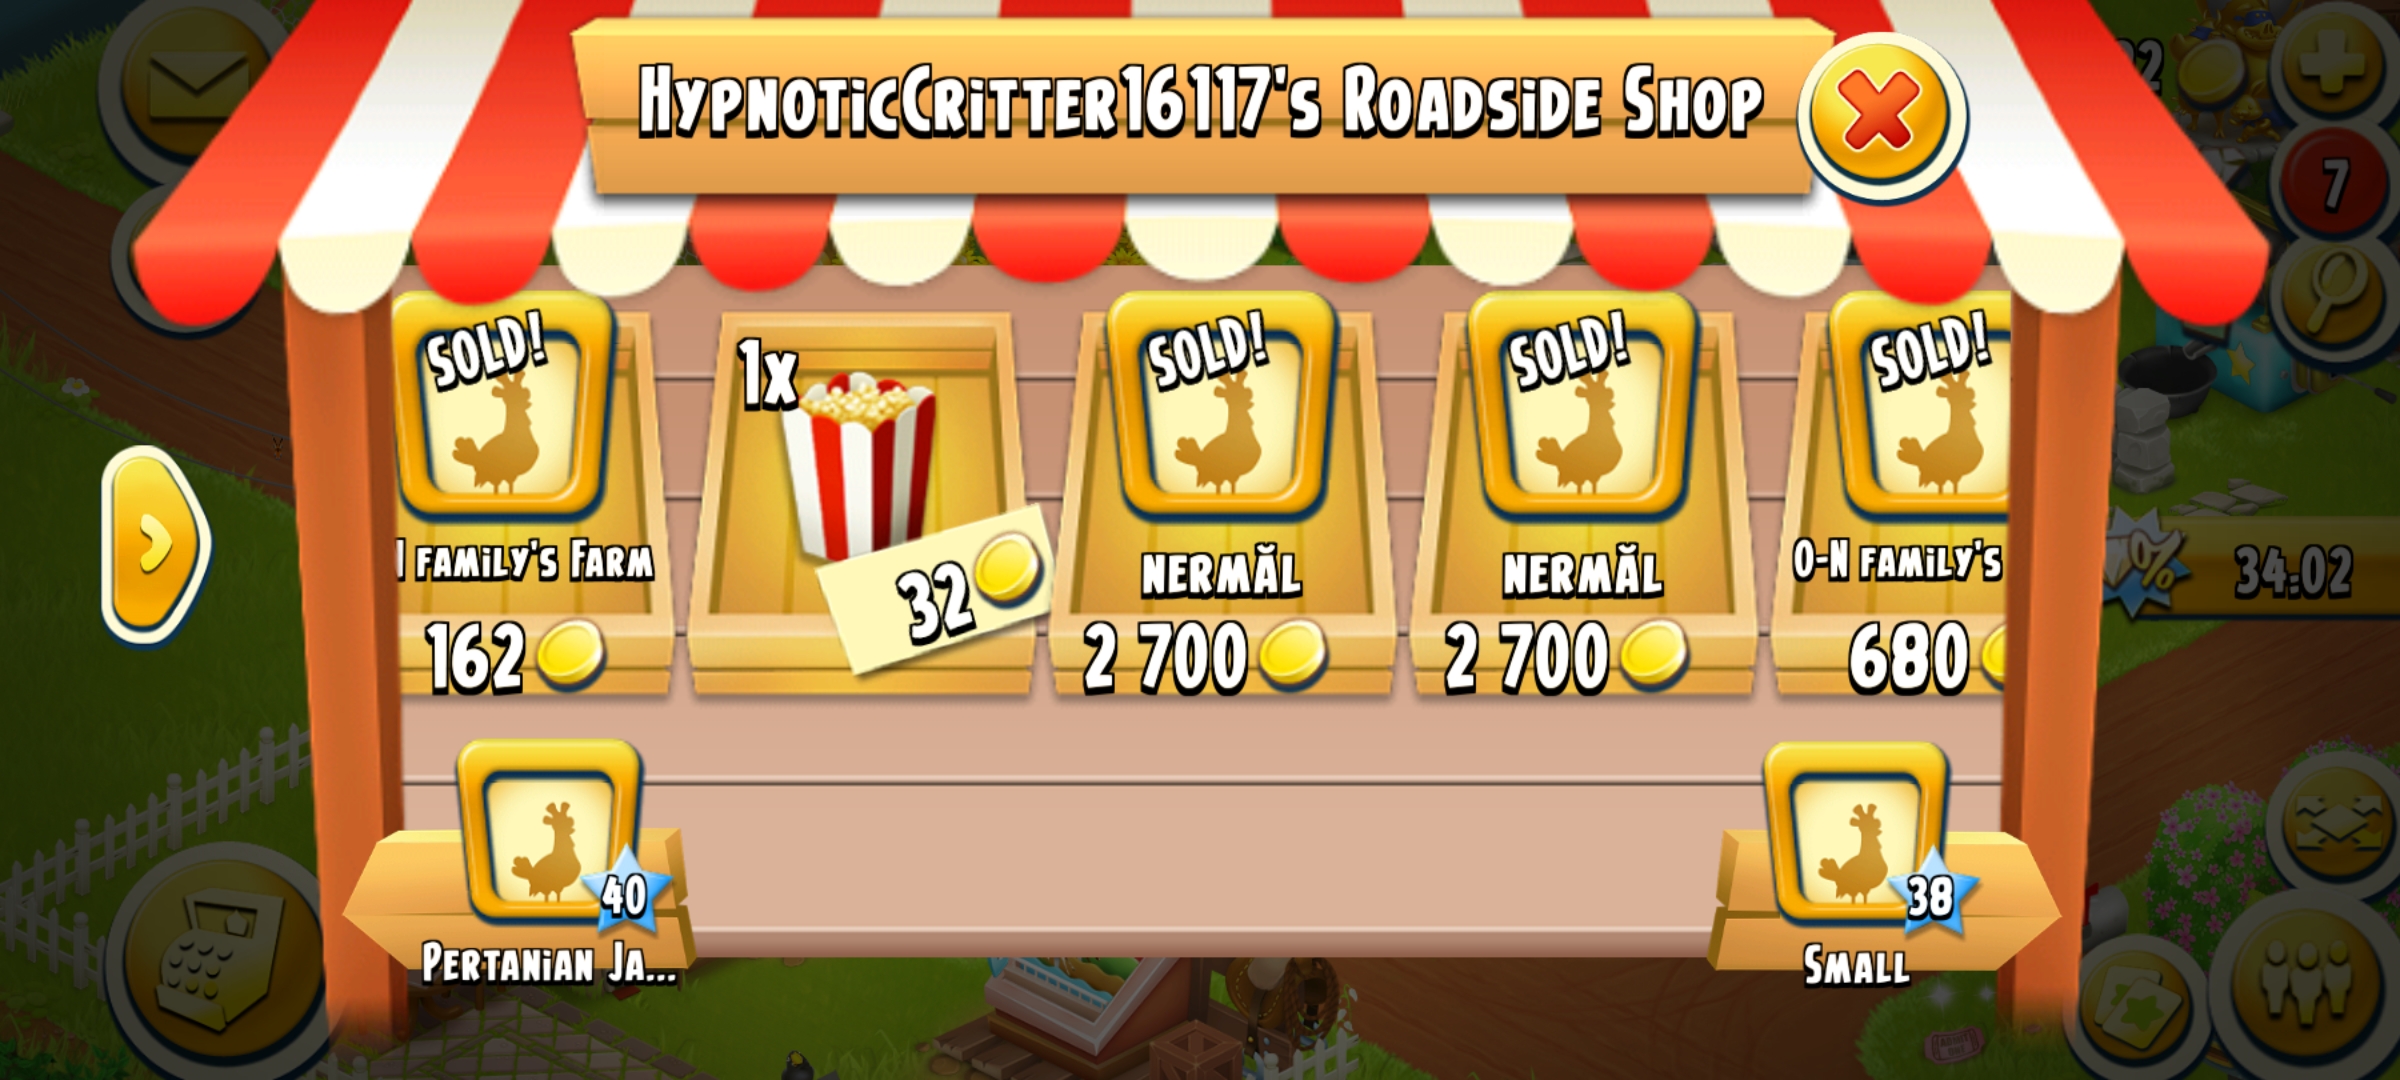 HypnoticCritter16117's Roadside Shop
7
SOLD!
1x
SOLD!
SOLD!
SOLD!
family's Farm
32
NERMĂL
NERMĂL
O-N family's
162
2 700
2 700
680
34:02
40
Pertanian Ja...
38
Small